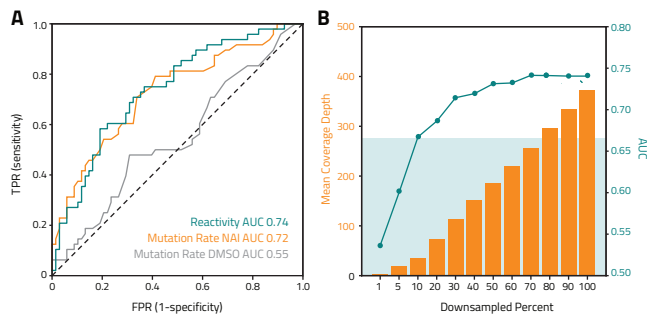 A
TPR (sensitivity)
1.0
0.8
0.6
0.4
0.2
0
Reactivity AUC 0.74
Mutation Rate NAI AUC 0.72
Mutation Rate DMSO AUC 0.55
0 0.2 0.4 0.6 0.8 1.0
FPR (1-specificity)
B
Mean Coverage Depth
500
400
300
200
100
0
0.80
0.75
0.70
0.65
0.60
0.55
0.50
AUC
1 5 10 20 30 40 50 60 70 80 90 100
Downsampled Percent